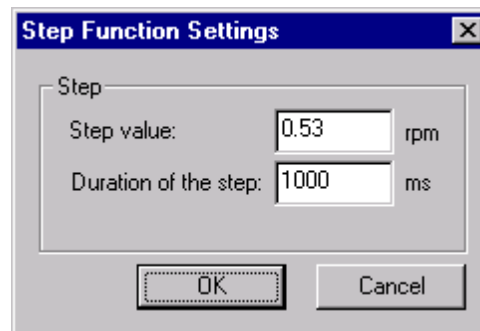 Step Function Settings
Step
Step value: 0.53 rpm
Duration of the step: 1000 ms
OK Cancel